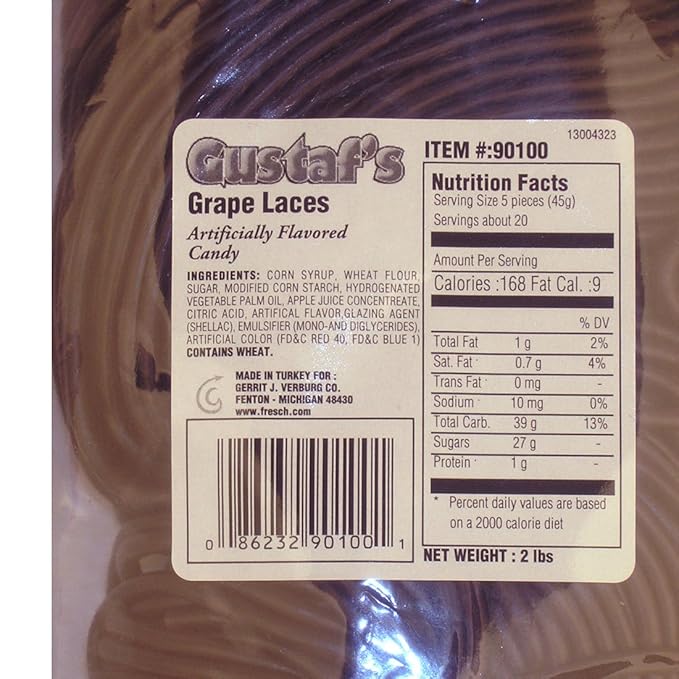 13004323
Gustaf's
Grape Laces
Artificially Flavored
Candy
INGREDIENTS: CORN SYRUP, WHEAT FLOUR,
SUGAR, MODIFIED CORN STARCH, HYDROGENATED
VEGETABLE PALM OIL, APPLE JUICE CONCENTRATE,
CITRIC ACID, ARTIFICAL FLAVOR,GLAZING AGENT
(SHELLAC), EMULSIFIER (MONO-AND DIGLYCERIDES),
ARTIFICIAL COLOR (FD&C RED 40, FD&C BLUE 1)
CONTAINS WHEAT.
MADE IN TURKEY FOR :
GERRIT J. VERBURG CO.
FENTON - MICHIGAN 48430
www.fresch.com
0 86232 90100 1
ITEM #:90100
Nutrition Facts
Serving Size 5 pieces (45g)
Servings about 20
Amount Per Serving
Calories :168 Fat Cal. :9
% DV
Total Fat 1 g 2%
Sat. Fat 0.7 g 4%
Trans Fat 0 mg -
Sodium 10 mg 0%
Total Carb. 39 g 13%
Sugars 27 g -
Protein 1 g -
* Percent daily values are based
on a 2000 calorie diet
NET WEIGHT : 2 lbs